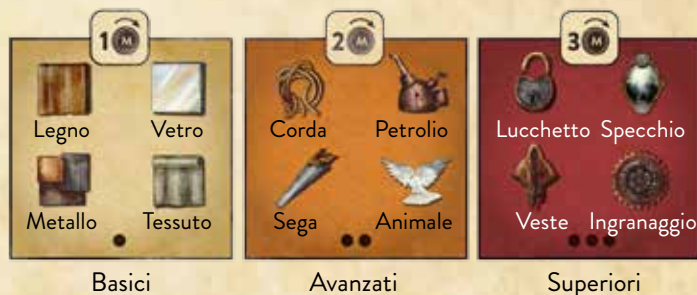 1 M 2 M 3 M
Legno Vetro Corda Petrolio Lucchetto Specchio
Metallo Tessuto Sega Animale Veste Ingranaggio
Basici Avanzati Superiori